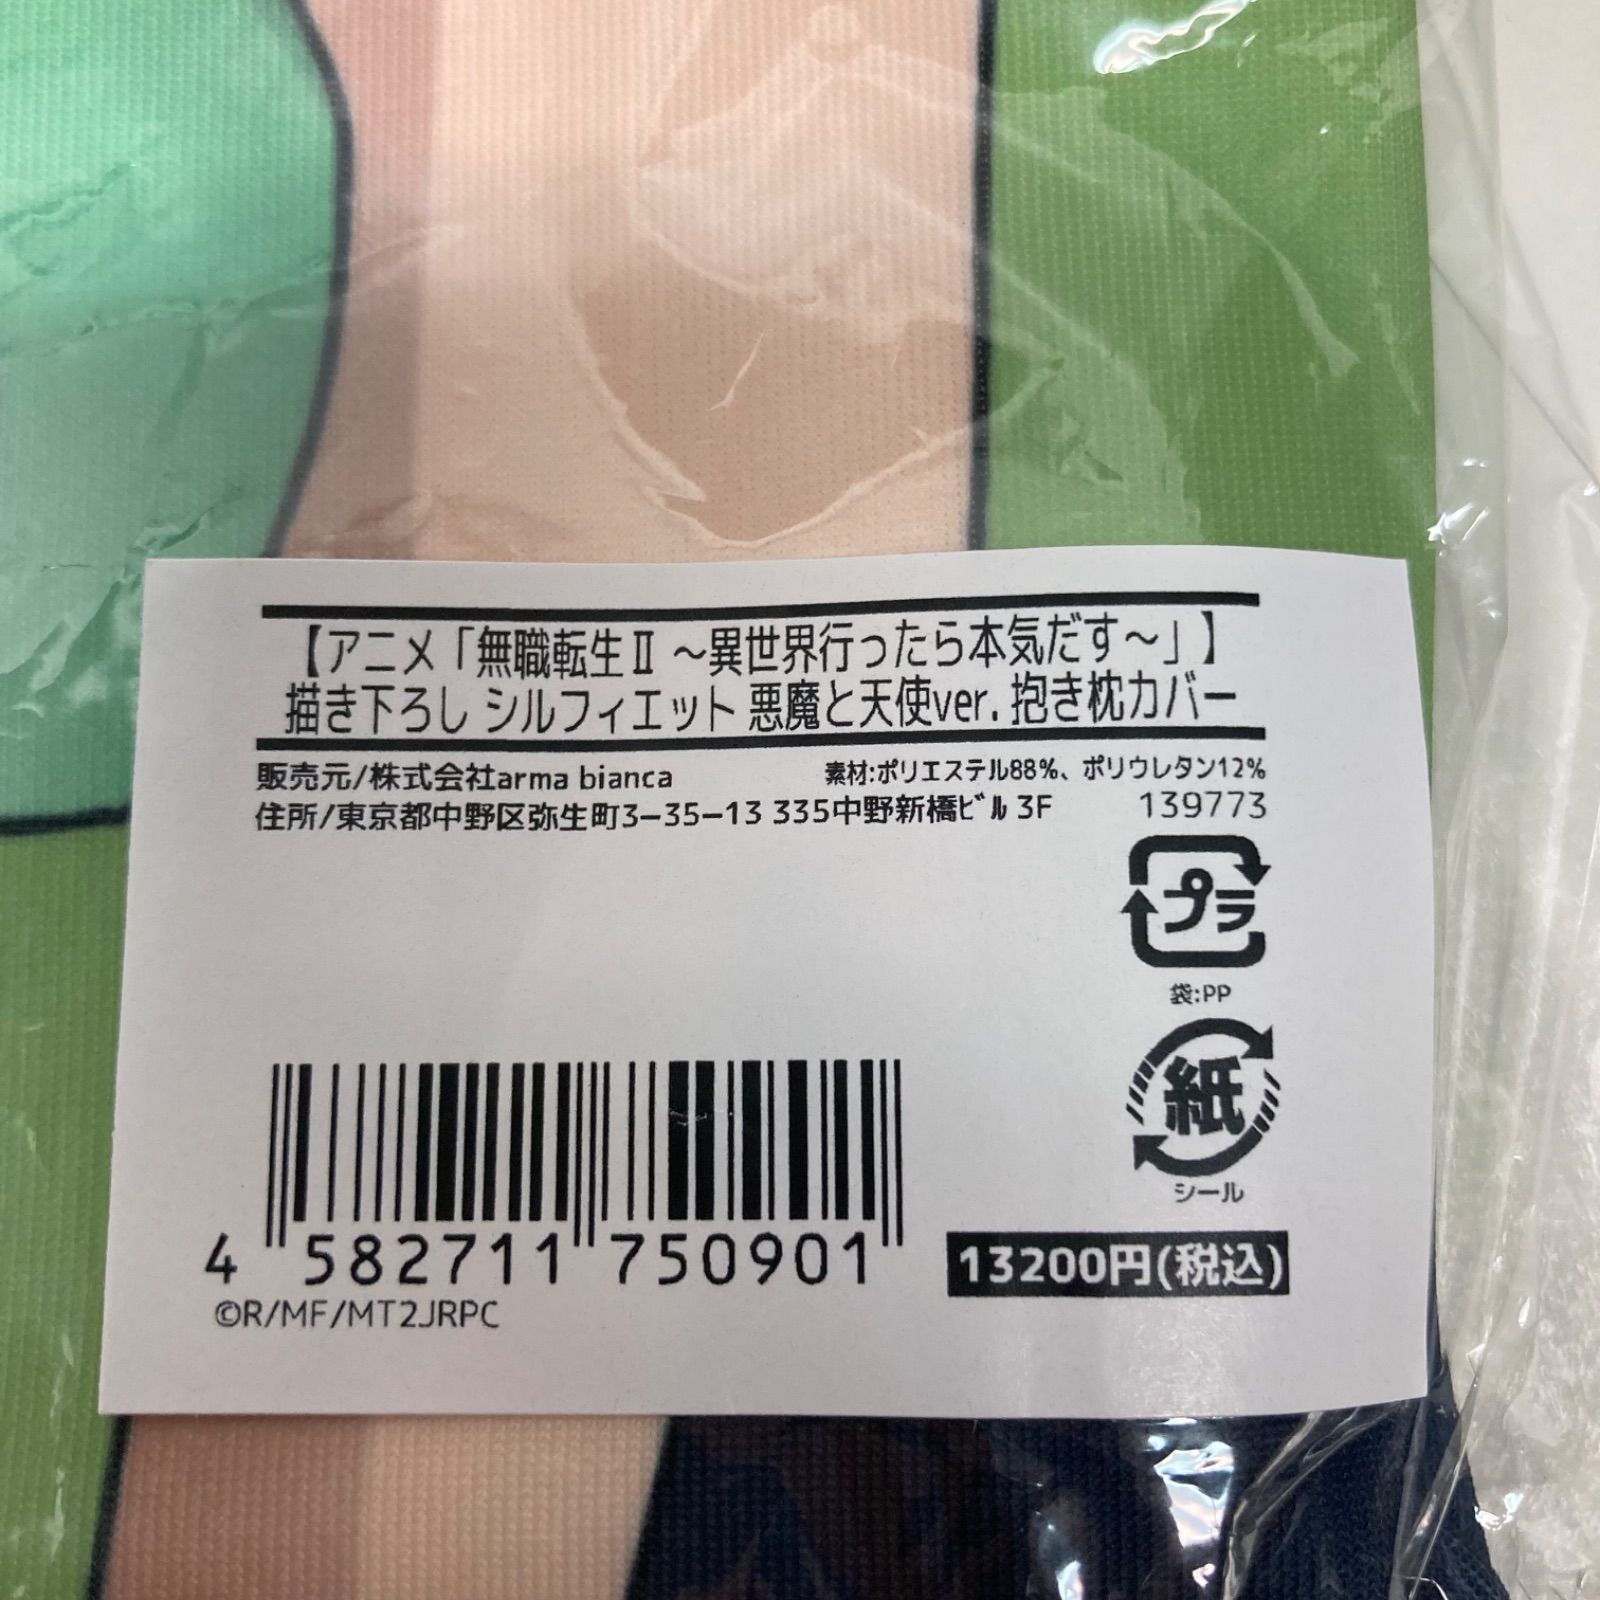 【アニメ「無職転生Ⅱ ～異世界行ったら本気だす～」】
描き下ろし シルフィエット 悪魔と天使ver. 抱き枕カバー
販売元/株式会社arma bianca
素材:ポリエステル88%、ポリウレタン12%
住所/東京都中野区弥生町3-35-13 335中野新橋ビル 3F
139773
プラ
袋:PP
紙
シール
4 582711 750901
13200円(税込)
©R/MF/MT2JRPC